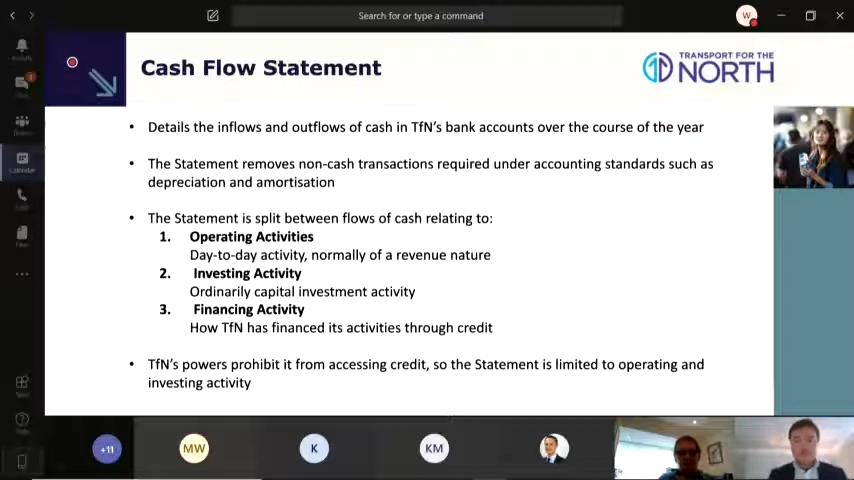 Search for or type a command
W
Cash Flow Statement
TRANSPORT FOR THE
NORTH
• Details the inflows and outflows of cash in TfN's bank accounts over the course of the year
• The Statement removes non-cash transactions required under accounting standards such as
depreciation and amortisation
• The Statement is split between flows of cash relating to:
1. Operating Activities
Day-to-day activity, normally of a revenue nature
2. Investing Activity
Ordinarily capital investment activity
3. Financing Activity
How TfN has financed its activities through credit
• TfN's powers prohibit it from accessing credit, so the Statement is limited to operating and
investing activity
Calendar
+11
MW
K
KM